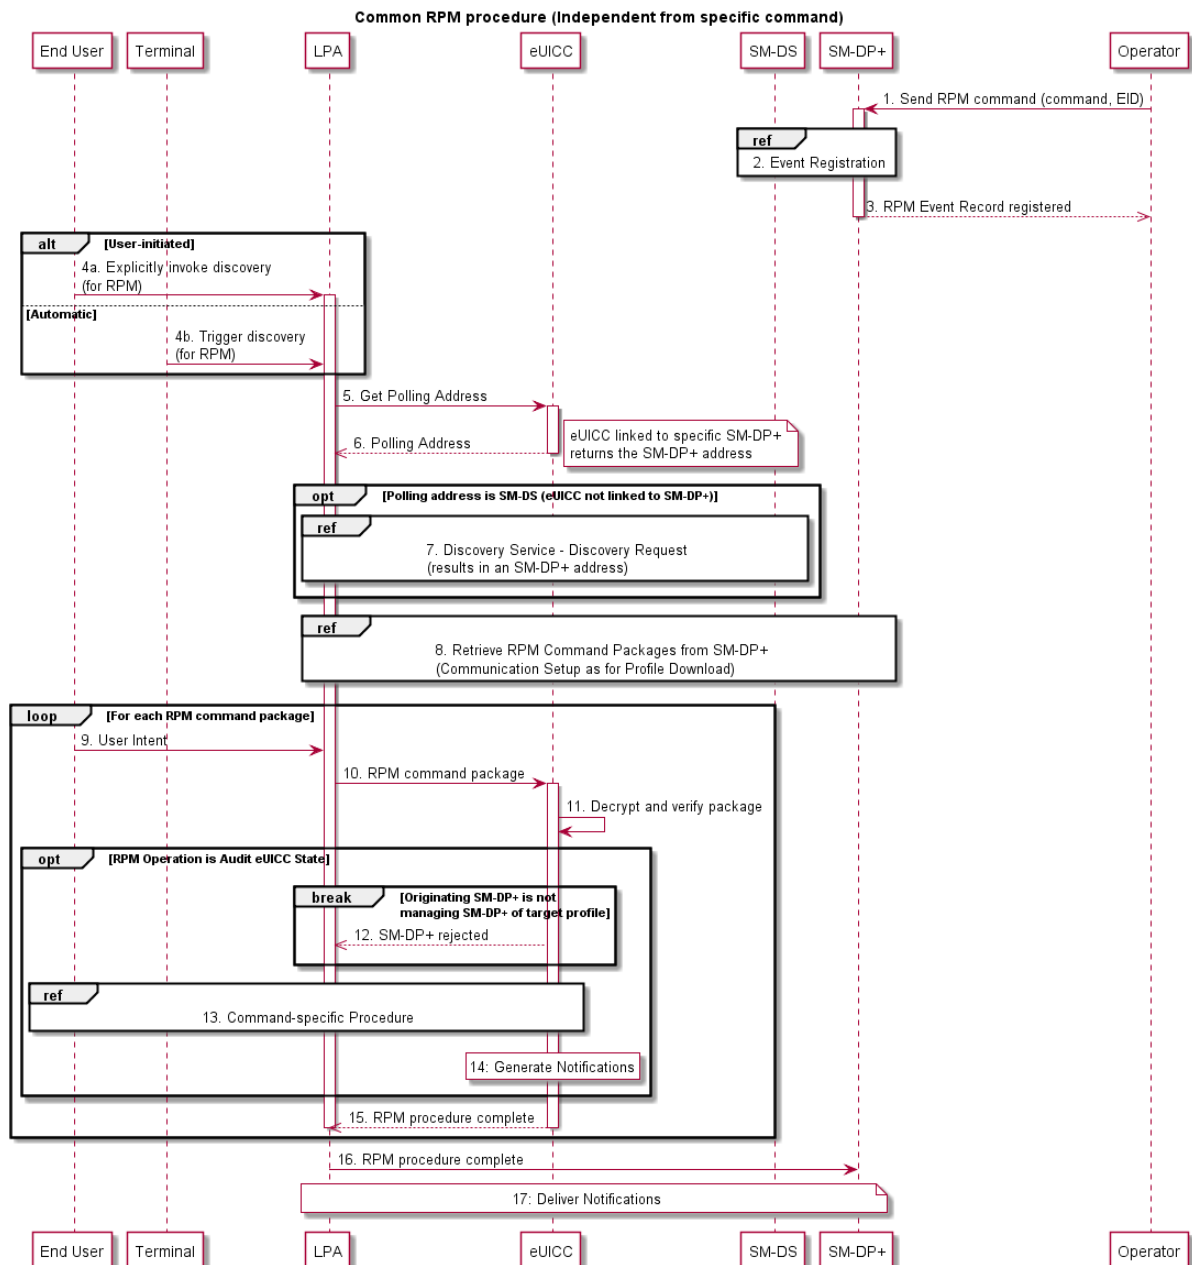 Common RPM procedure (Independent from specific command)
End User
Terminal
LPA
eUICC
SM-DS
SM-DP+
Operator
1. Send RPM command (command, EID)
ref
2. Event Registration
3. RPM Event Record registered
alt
[User-initiated]
4a. Explicitly invoke discovery
(for RPM)
[Automatic]
4b. Trigger discovery
(for RPM)
5. Get Polling Address
eUICC linked to specific SM-DP+
returns the SM-DP+ address
6. Polling Address
opt
[Polling address is SM-DS (eUICC not linked to SM-DP+)]
ref
7. Discovery Service - Discovery Request
(results in an SM-DP+ address)
ref
8. Retrieve RPM Command Packages from SM-DP+
(Communication Setup as for Profile Download)
loop
[For each RPM command package]
9. User Intent
10. RPM command package
11. Decrypt and verify package
opt
[RPM Operation is Audit eUICC State]
break
[Originating SM-DP+ is not
managing SM-DP+ of target profile]
12. SM-DP+ rejected
ref
13. Command-specific Procedure
14: Generate Notifications
15. RPM procedure complete
16. RPM procedure complete
17: Deliver Notifications
End User
Terminal
LPA
eUICC
SM-DS
SM-DP+
Operator